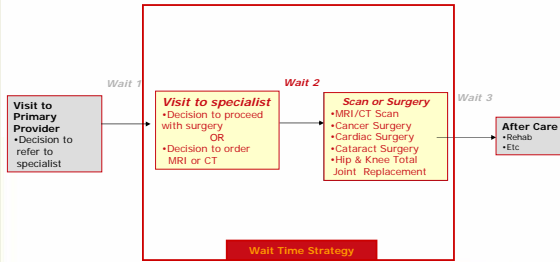 Wait 1
Visit to
Primary
Provider
•Decision to
refer to
specialist
Visit to specialist
•Decision to proceed
with surgery
OR
•Decision to order
MRI or CT
Wait 2
Scan or Surgery
•MRI/CT Scan
•Cancer Surgery
•Cardiac Surgery
•Cataract Surgery
•Hip & Knee Total
Joint Replacement
Wait 3
After Care
•Rehab
•Etc
Wait Time Strategy